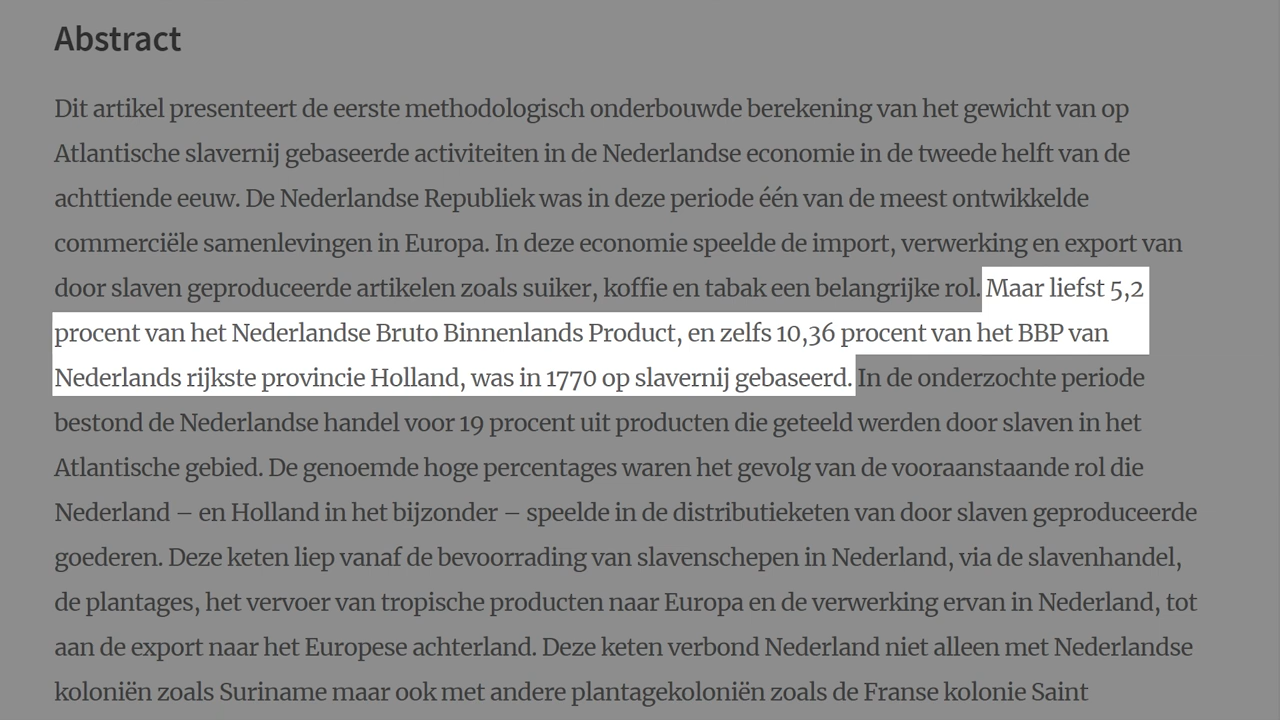 Abstract
Dit artikel presenteert de eerste methodologisch onderbouwde berekening van het gewicht van op
Atlantische slavernij gebaseerde activiteiten in de Nederlandse economie in de tweede helft van de
achttiende eeuw. De Nederlandse Republiek was in deze periode één van de meest ontwikkelde
commerciële samenlevingen in Europa. In deze economie speelde de import, verwerking en export van
door slaven geproduceerde artikelen zoals suiker, koffie en tabak een belangrijke rol. Maar liefst 5,2
procent van het Nederlandse Bruto Binnenlands Product, en zelfs 10,36 procent van het BBP van
Nederlands rijkste provincie Holland, was in 1770 op slavernij gebaseerd. In de onderzochte periode
bestond de Nederlandse handel voor 19 procent uit producten die geteeld werden door slaven in het
Atlantische gebied. De genoemde hoge percentages waren het gevolg van de vooraanstaande rol die
Nederland – en Holland in het bijzonder – speelde in de distributieketen van door slaven geproduceerde
goederen. Deze keten liep vanaf de bevoorrading van slavenschepen in Nederland, via de slavenhandel,
de plantages, het vervoer van tropische producten naar Europa en de verwerking ervan in Nederland, tot
aan de export naar het Europese achterland. Deze keten verbond Nederland niet alleen met Nederlandse
koloniën zoals Suriname maar ook met andere plantagekoloniën zoals de Franse kolonie Saint